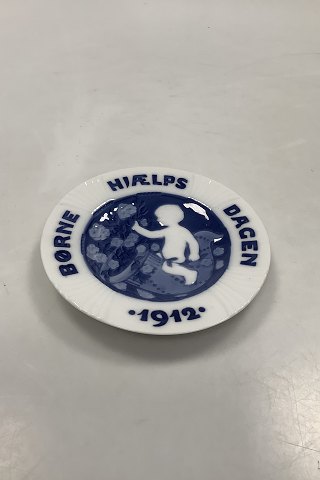 BØRNE HJÆLPS DAGEN
·1912·